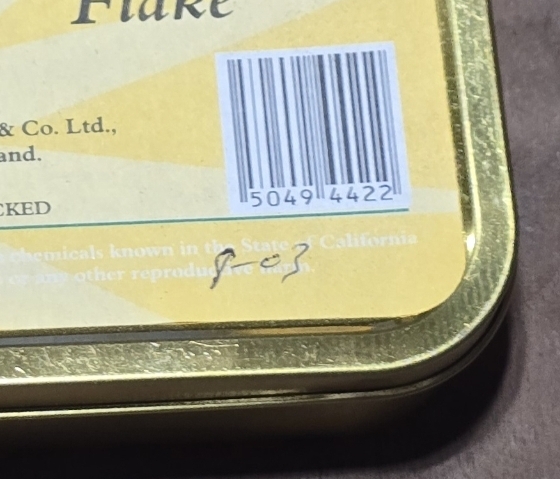 Flake
& Co. Ltd.,
and.
CKED
5049 4422
chemicals known in the State of California
or any other reproductive harm.
9-03